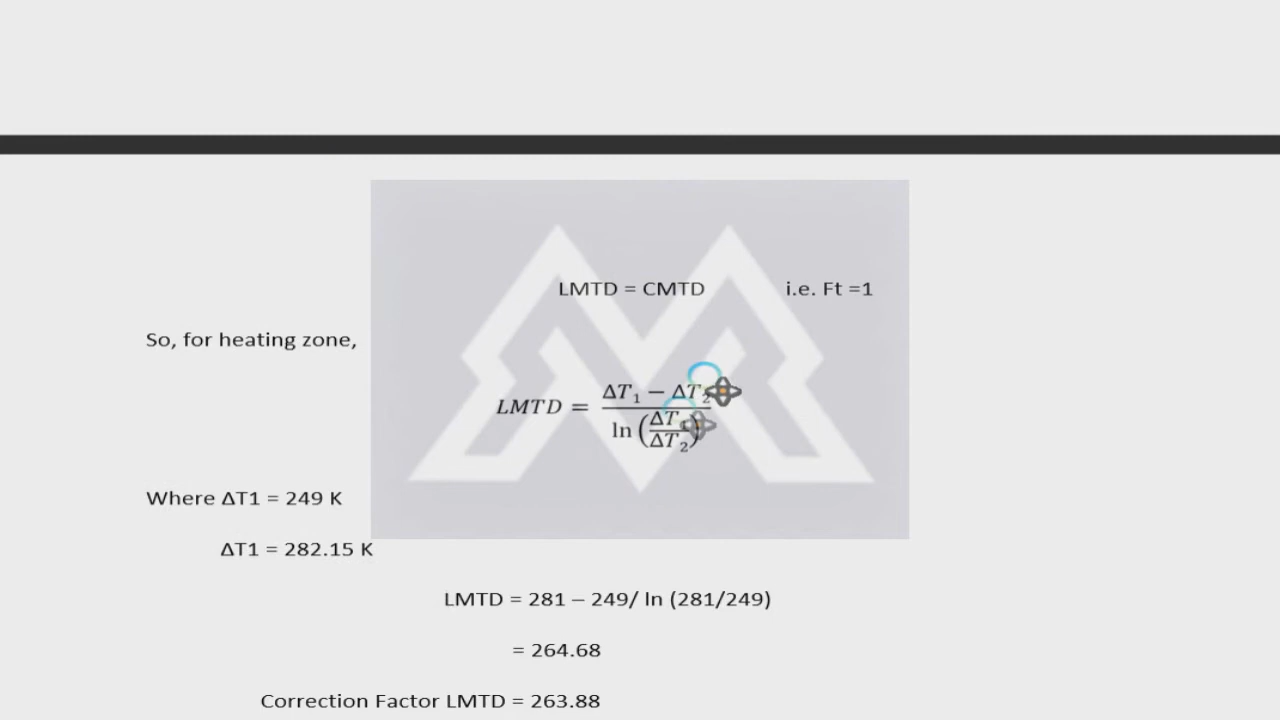 LMTD = CMTD i.e. Ft =1
So, for heating zone,
LMTD = ΔT₁ − ΔT₂ / ln (ΔT₁/ΔT₂)
Where ΔT1 = 249 K
ΔT1 = 282.15 K
LMTD = 281 – 249/ ln (281/249)
= 264.68
Correction Factor LMTD = 263.88